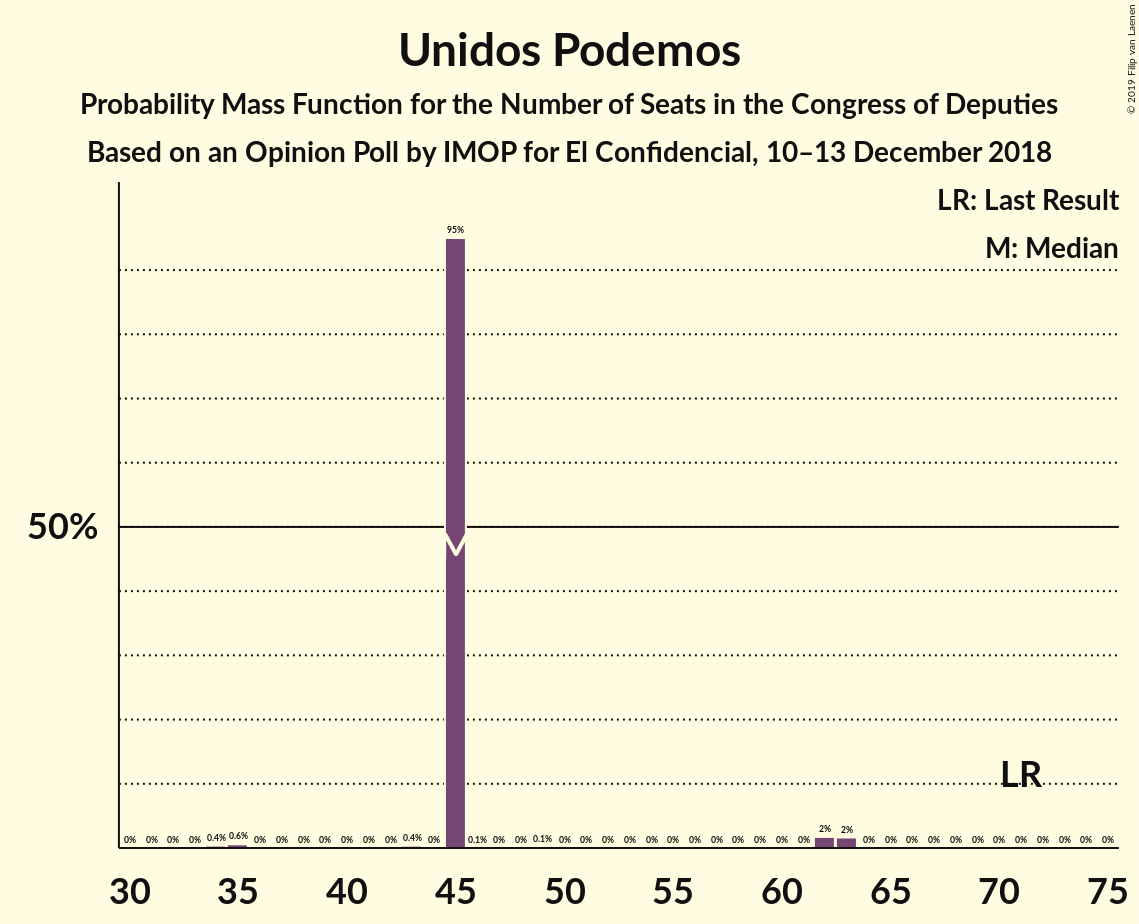 Unidos Podemos
Probability Mass Function for the Number of Seats in the Congress of Deputies
Based on an Opinion Poll by IMOP for El Confidencial, 10–13 December 2018
© 2019 Filip van Laenen
LR: Last Result
M: Median
95%
50%
LR
0% 0% 0% 0% 0.4% 0.6% 0% 0% 0% 0% 0% 0% 0% 0.4% 0% 0.1% 0% 0% 0.1% 0% 0% 0% 0% 0% 0% 0% 0% 0% 0% 0% 0% 2% 2% 0% 0% 0% 0% 0% 0% 0% 0% 0% 0% 0% 0%
30 35 40 45 50 55 60 65 70 75